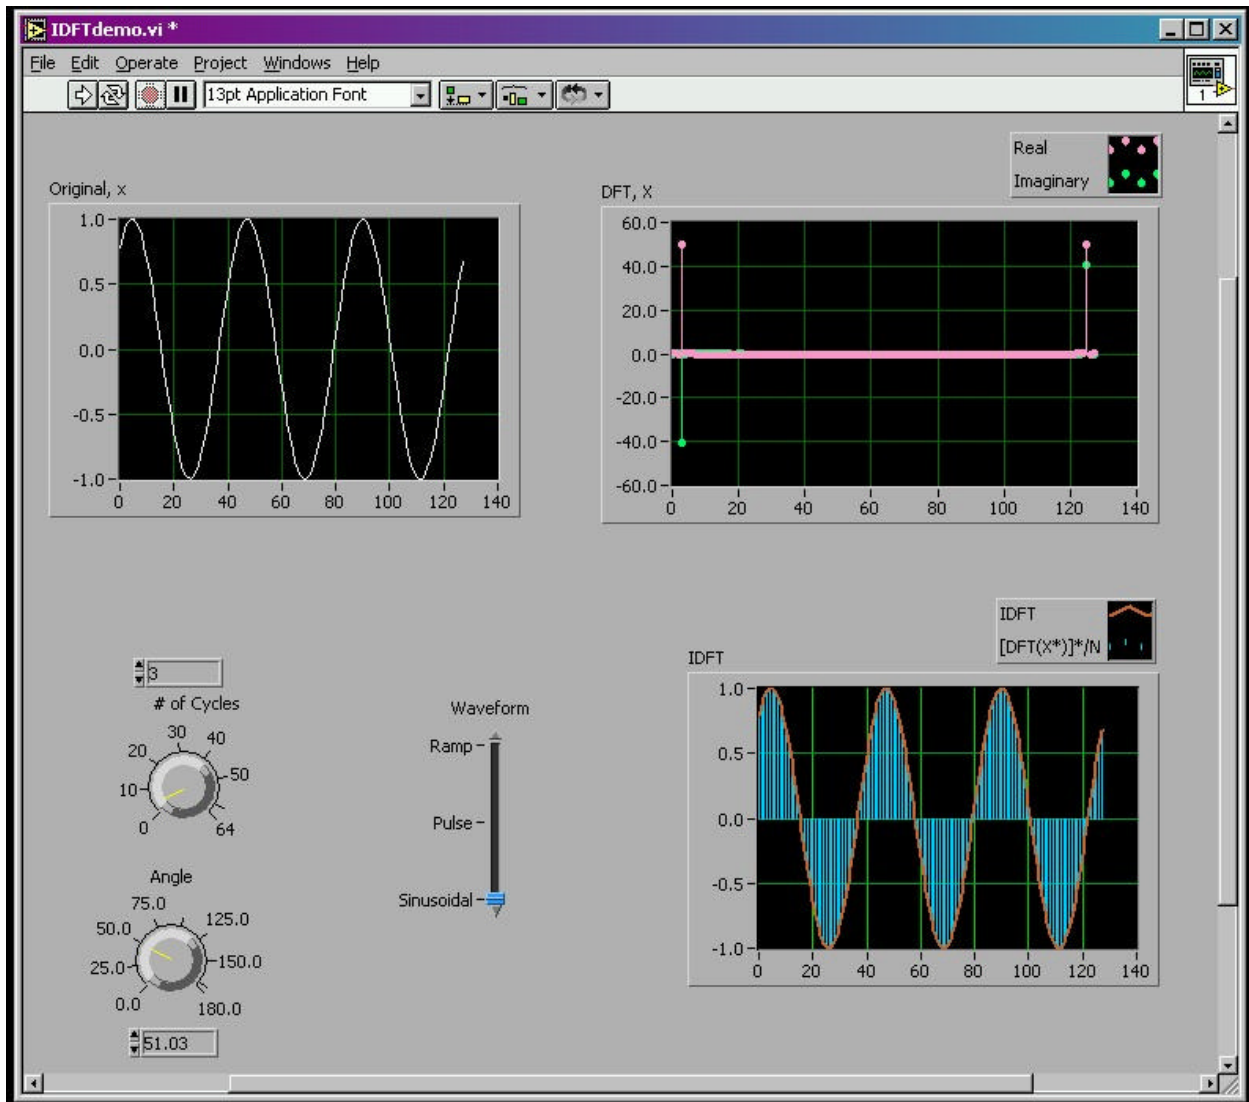 IDFTdemo.vi *
File Edit Operate Project Windows Help
13pt Application Font
1
Real
Imaginary
Original, x
1.0
0.5
0.0
-0.5
-1.0
0 20 40 60 80 100 120 140
DFT, X
60.0
40.0
20.0
0.0
-20.0
-40.0
-60.0
0 20 40 60 80 100 120 140
IDFT
[DFT(X*)]*/N
IDFT
1.0
0.5
0.0
-0.5
-1.0
0 20 40 60 80 100 120 140
3
# of Cycles
0 10 20 30 40 50 64
Waveform
Ramp
Pulse
Sinusoidal
Angle
0.0 25.0 50.0 75.0 125.0 150.0 180.0
51.03